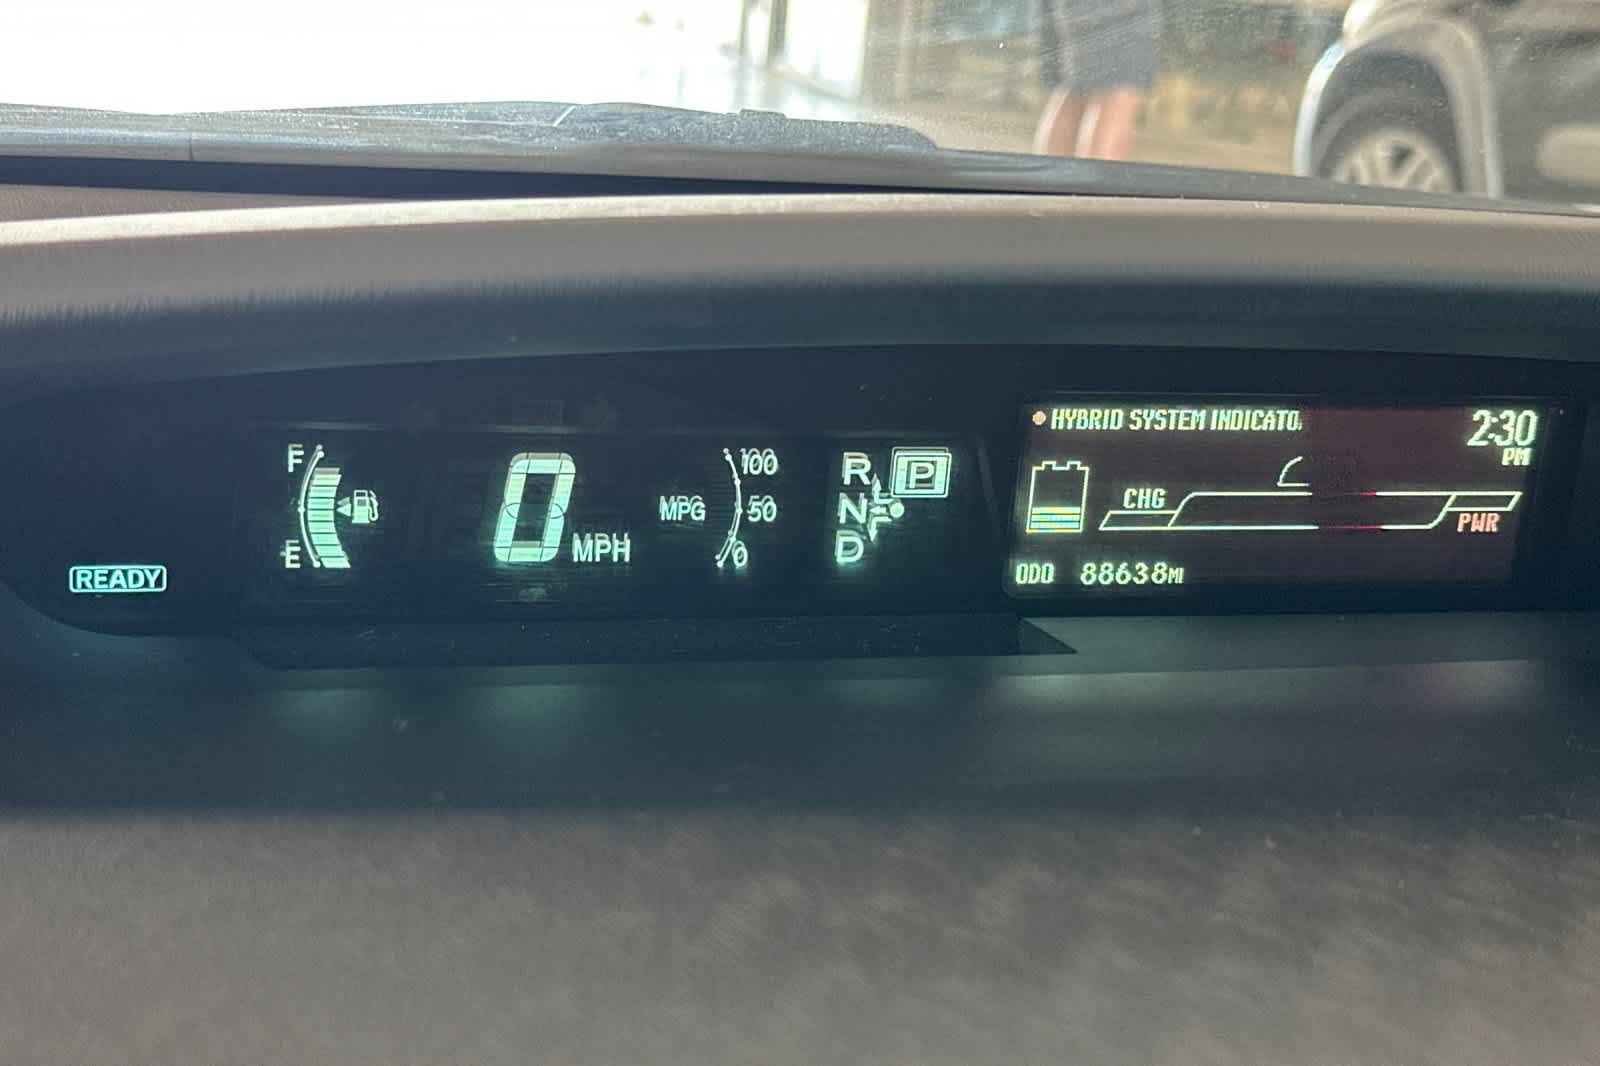 READY
F
E
0 MPH
MPG
100
50
0
R
N
D
P
HYBRID SYSTEM INDICATO
2:30
PM
CHG
PWR
ODO 88638MI